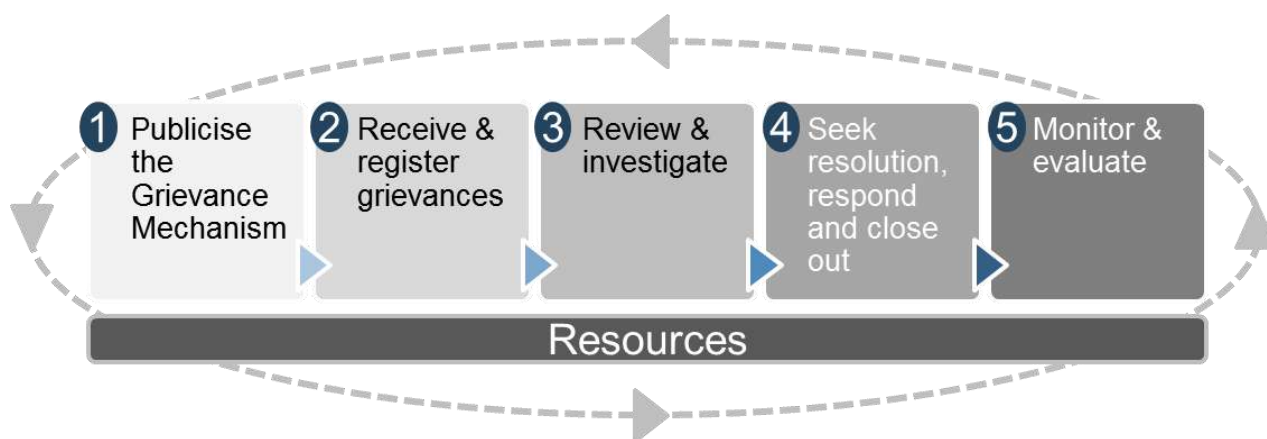 1 Publicise
the
Grievance
Mechanism
2 Receive &
register
grievances
3 Review &
investigate
4 Seek
resolution,
respond
and close
out
5 Monitor &
evaluate
Resources